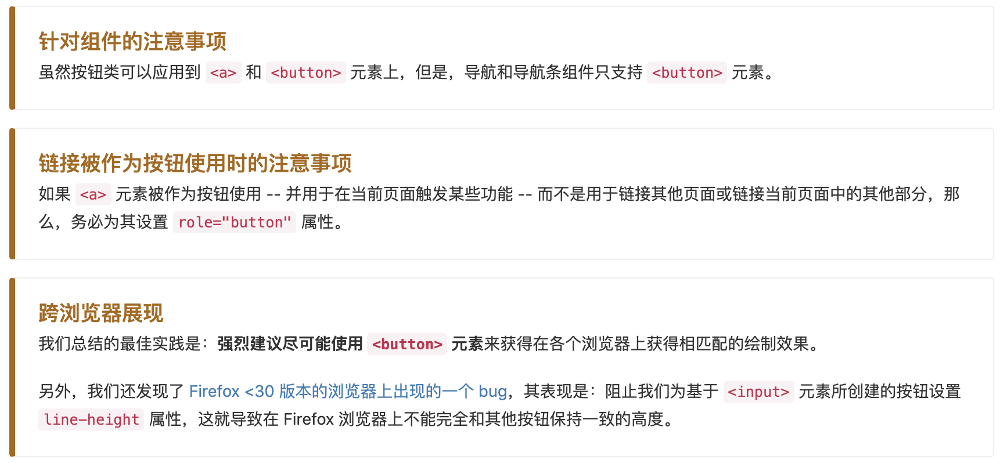 针对组件的注意事项
虽然按钮类可以应用到 <a> 和 <button> 元素上，但是，导航和导航条组件只支持 <button> 元素。
链接被作为按钮使用时的注意事项
如果 <a> 元素被作为按钮使用 -- 并用于在当前页面触发某些功能 -- 而不是用于链接其他页面或链接当前页面中的其他部分，那
么，务必为其设置 role="button" 属性。
跨浏览器展现
我们总结的最佳实践是：强烈建议尽可能使用 <button> 元素来获得在各个浏览器上获得相匹配的绘制效果。
另外，我们还发现了 Firefox <30 版本的浏览器上出现的一个 bug，其表现是：阻止我们为基于 <input> 元素所创建的按钮设置
line-height 属性，这就导致在 Firefox 浏览器上不能完全和其他按钮保持一致的高度。